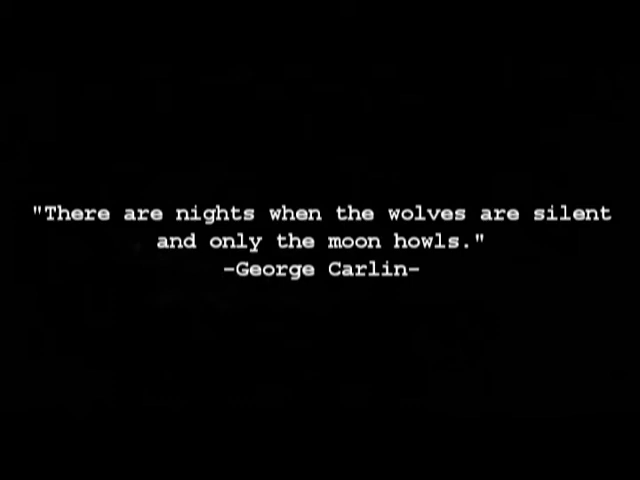 "There are nights when the wolves are silent
and only the moon howls."
-George Carlin-